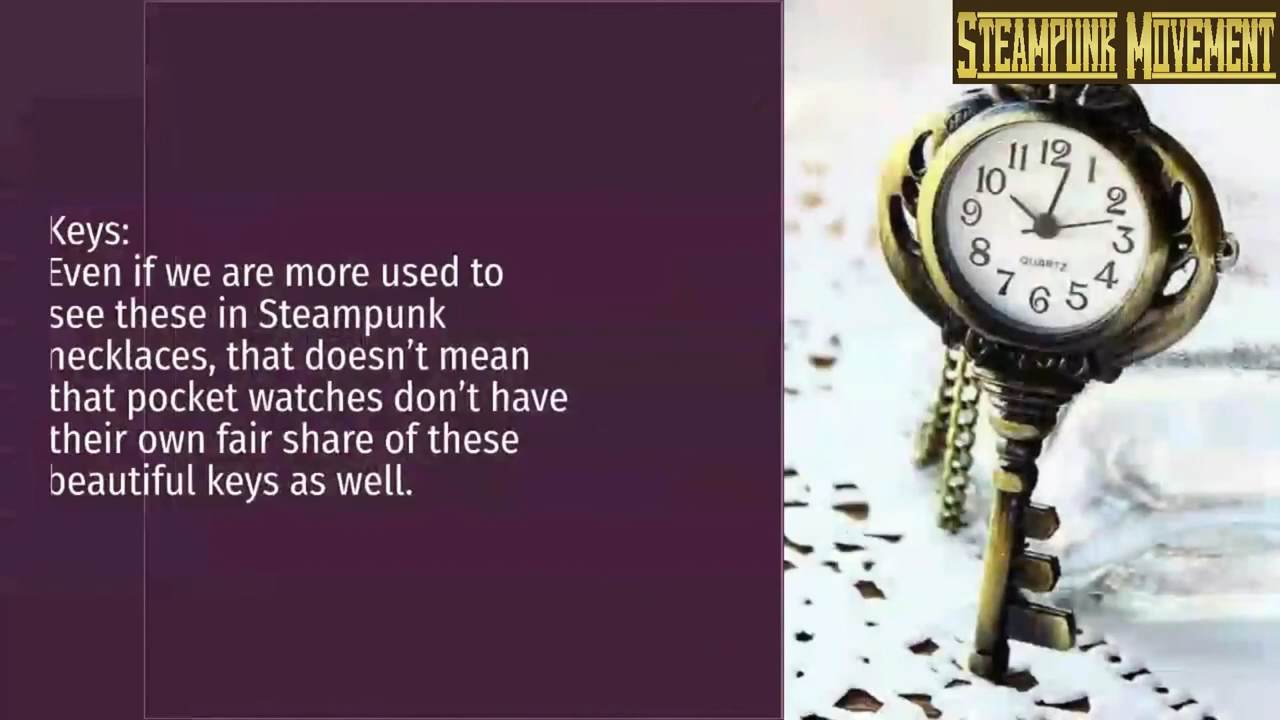 STEAMPUNK MOVEMENT
Keys:
Even if we are more used to
see these in Steampunk
necklaces, that doesn’t mean
that pocket watches don’t have
their own fair share of these
beautiful keys as well.
12
1
2
3
4
5
6
7
8
9
10
11
QUARTZ